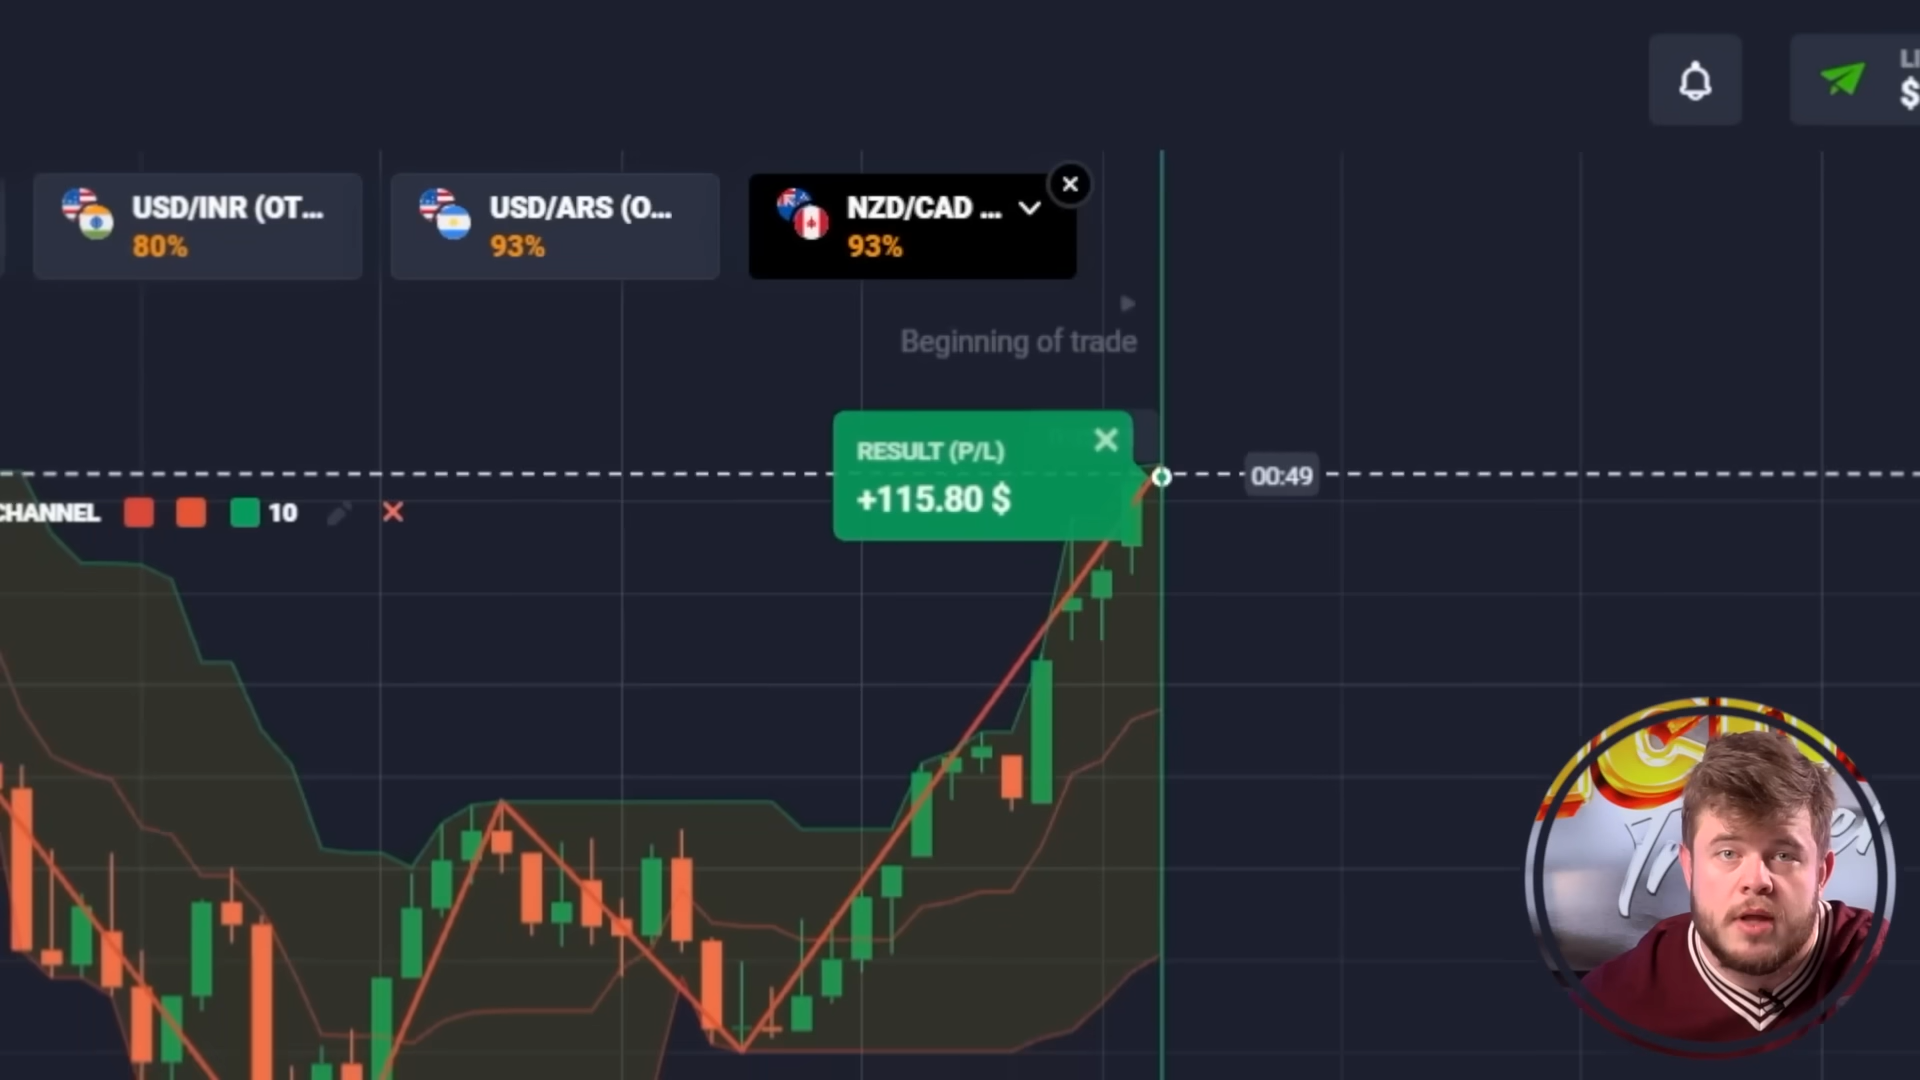 $
USD/INR (OT...
80%
USD/ARS (O...
93%
NZD/CAD ...
93%
Beginning of trade
RESULT (P/L)
+115.80 $
00:49
CHANNEL
10